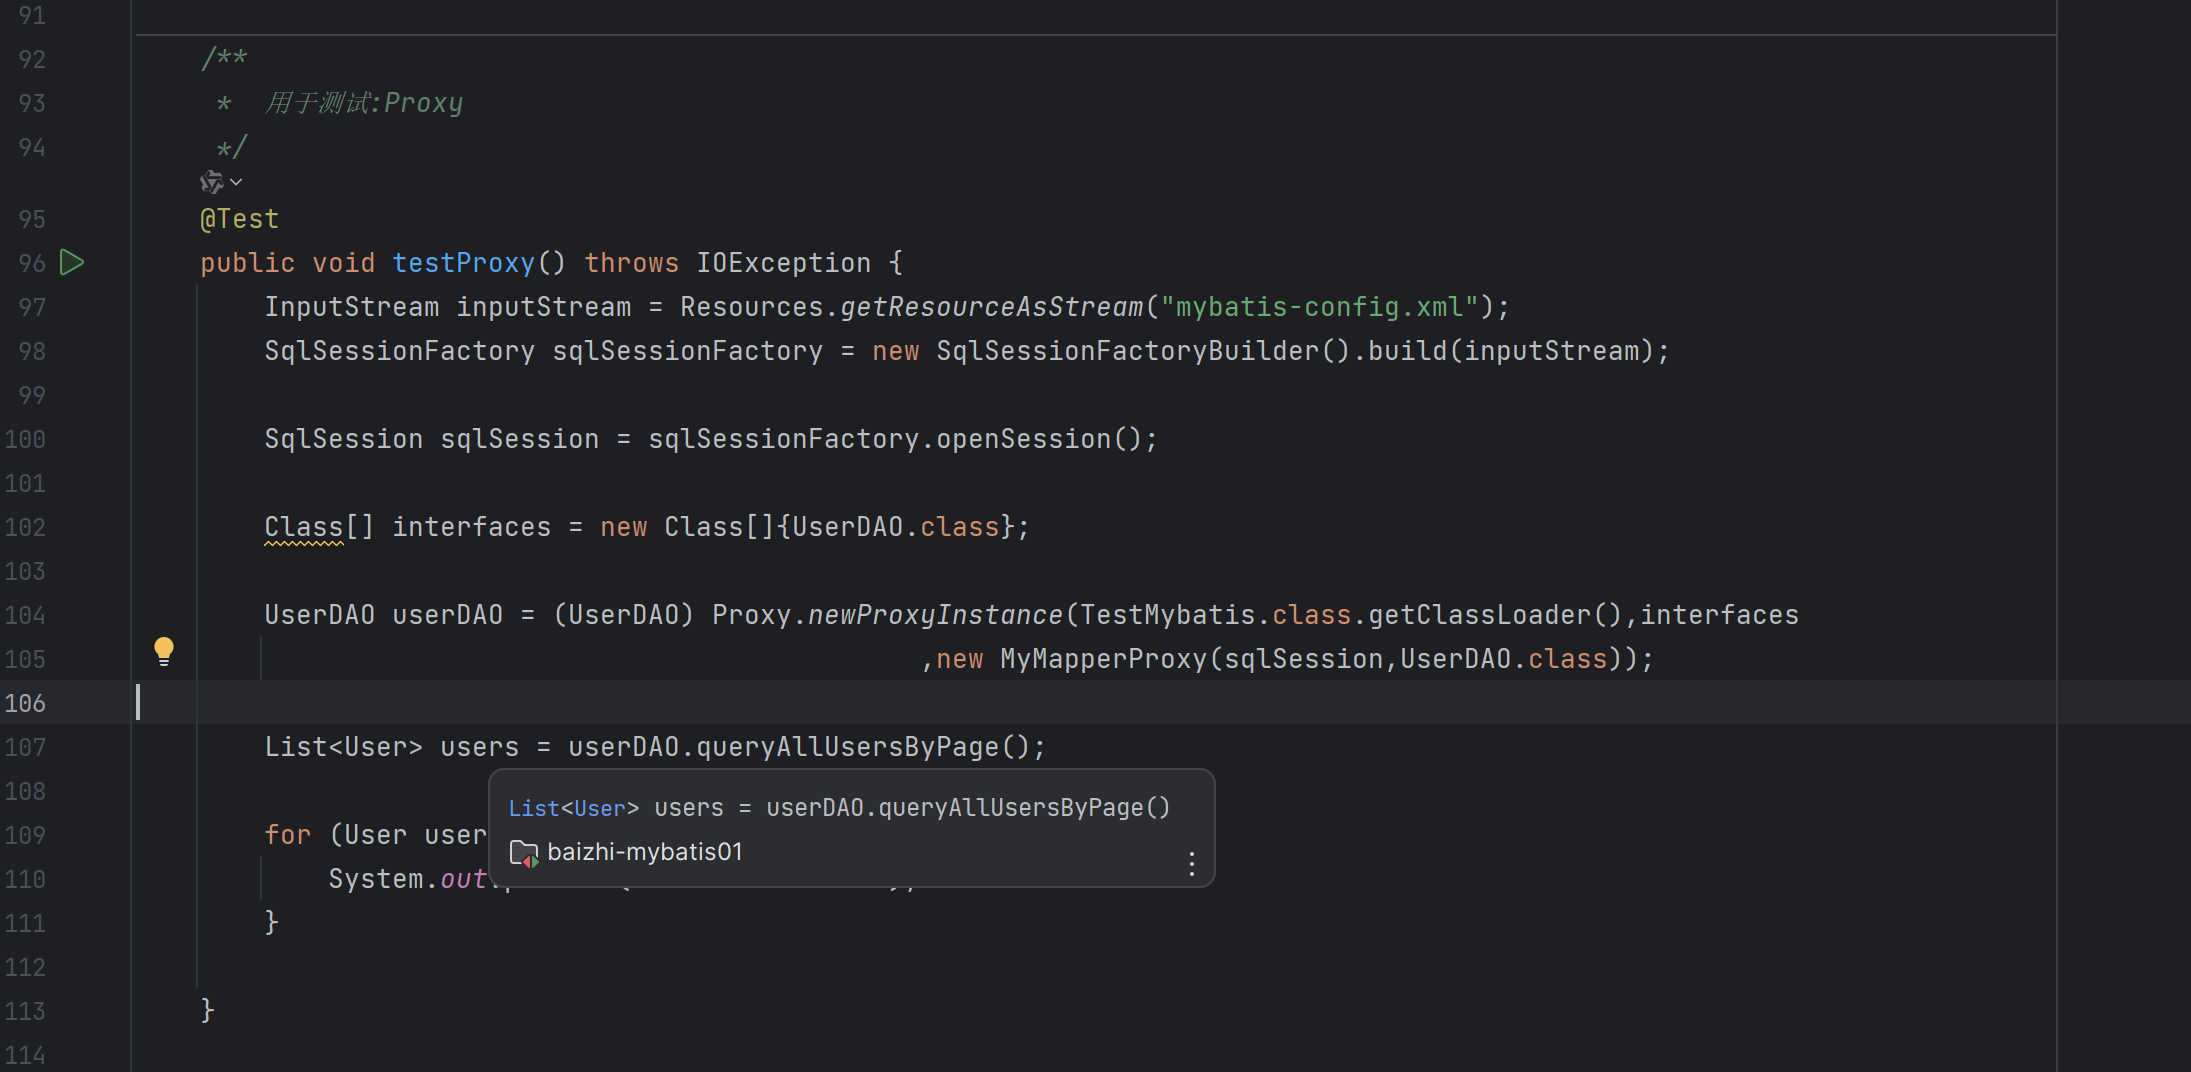 91
92 /**
93 * 用于测试:Proxy
94 */
95 @Test
96 public void testProxy() throws IOException {
97 InputStream inputStream = Resources.getResourceAsStream("mybatis-config.xml");
98 SqlSessionFactory sqlSessionFactory = new SqlSessionFactoryBuilder().build(inputStream);
99
100 SqlSession sqlSession = sqlSessionFactory.openSession();
101
102 Class[] interfaces = new Class[]{UserDAO.class};
103
104 UserDAO userDAO = (UserDAO) Proxy.newProxyInstance(TestMybatis.class.getClassLoader(),interfaces
105 ,new MyMapperProxy(sqlSession,UserDAO.class));
106
107 List<User> users = userDAO.queryAllUsersByPage();
108
List<User> users = userDAO.queryAllUsersByPage()
109 for (User user
baizhi-mybatis01
110 System.out.
111 }
112
113 }
114